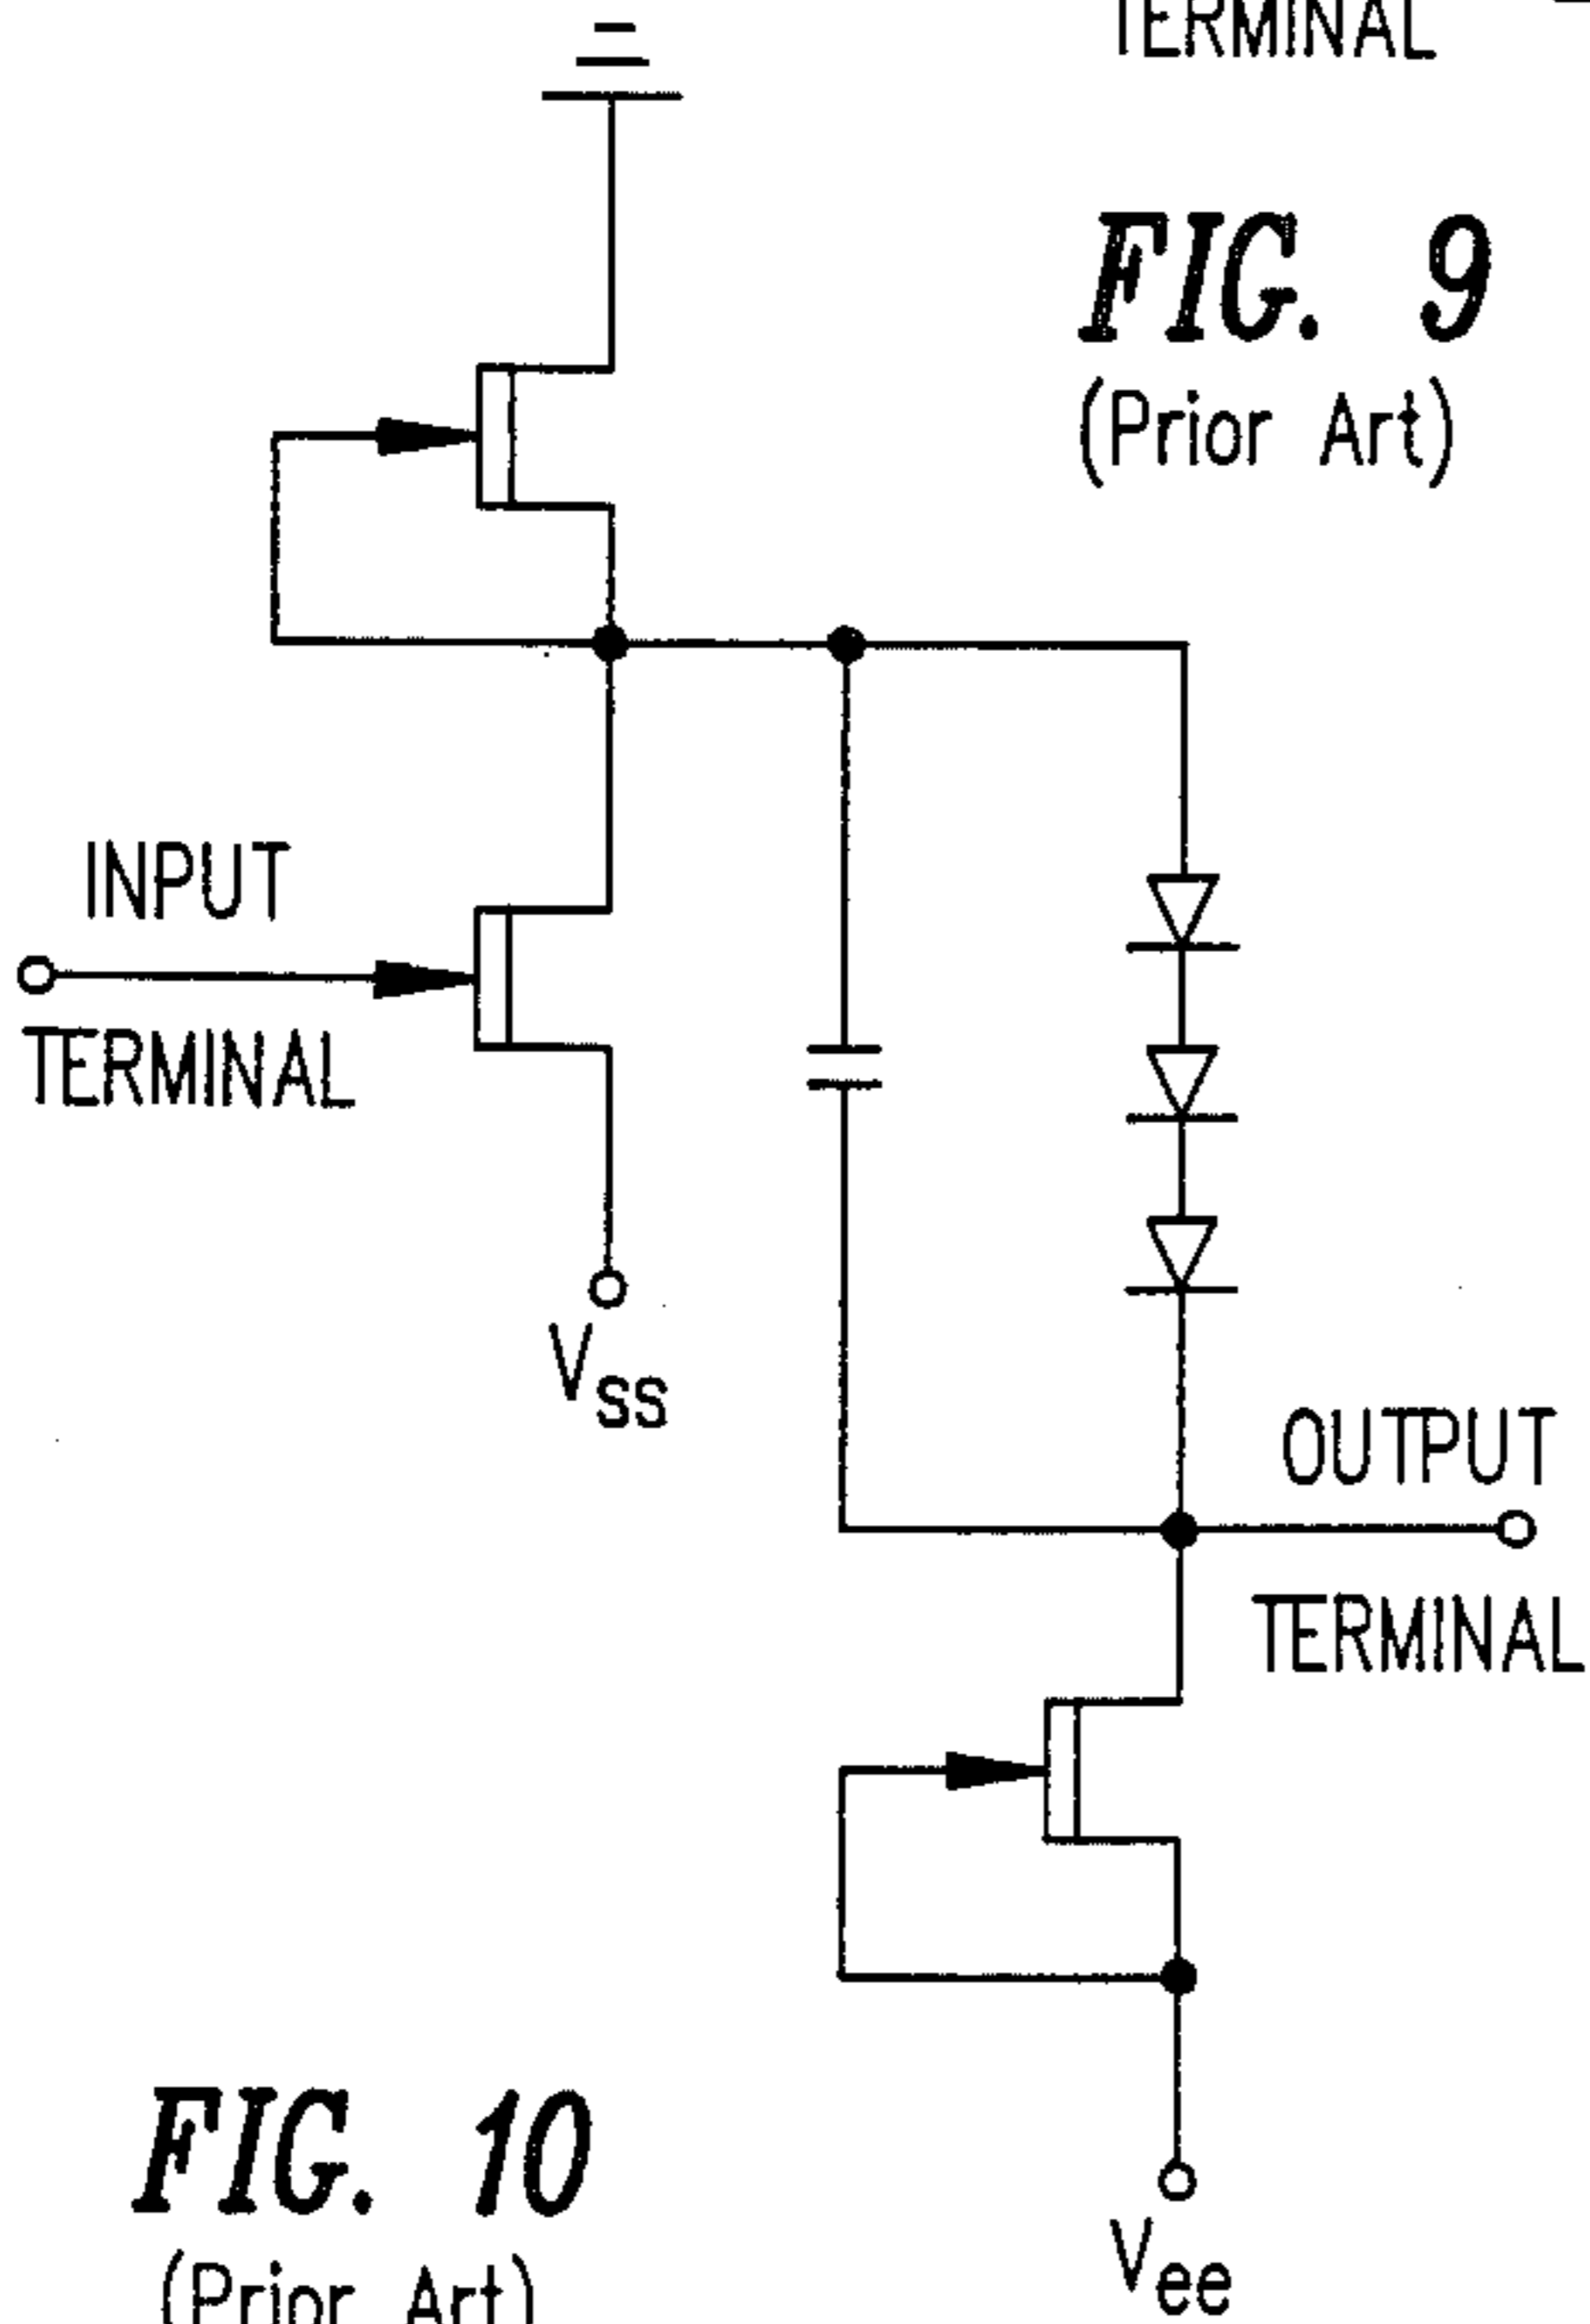 TERMINAL
FIG. 9
(Prior Art)
INPUT
TERMINAL
Vss
OUTPUT
TERMINAL
FIG. 10
(Prior Art)
Vee